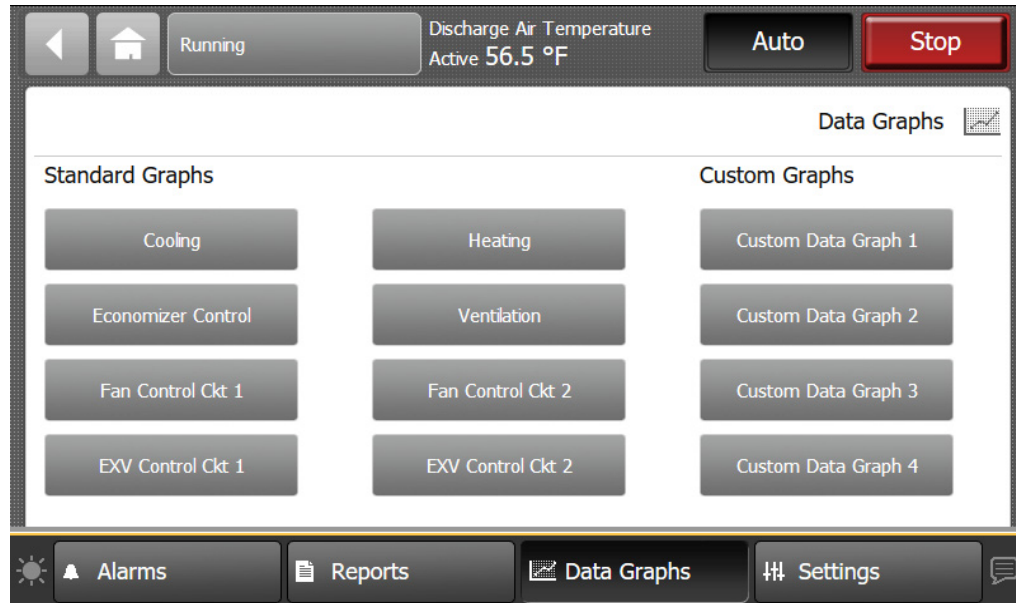 Running
Discharge Air Temperature
Active 56.5 °F
Auto
Stop
Data Graphs
Standard Graphs
Custom Graphs
Cooling
Heating
Custom Data Graph 1
Economizer Control
Ventilation
Custom Data Graph 2
Fan Control Ckt 1
Fan Control Ckt 2
Custom Data Graph 3
EXV Control Ckt 1
EXV Control Ckt 2
Custom Data Graph 4
Alarms
Reports
Data Graphs
Settings